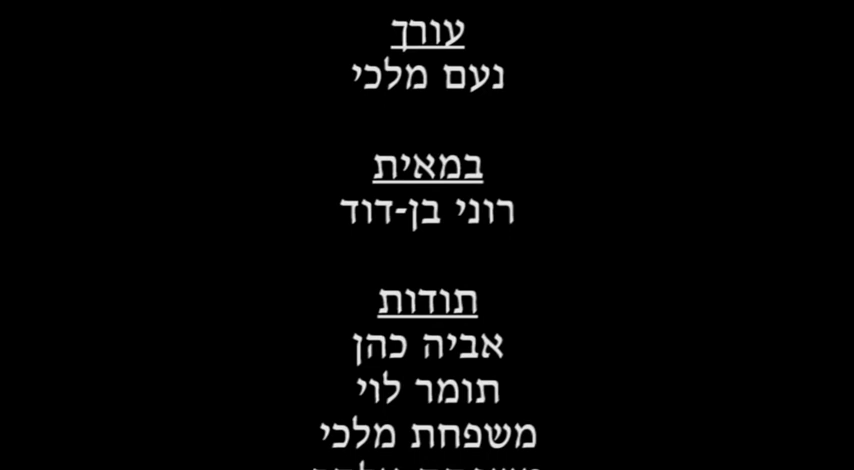 עורך
נעם מלכי
במאית
רוני בן-דוד
תודות
אביה כהן
תומר לוי
משפחת מלכי